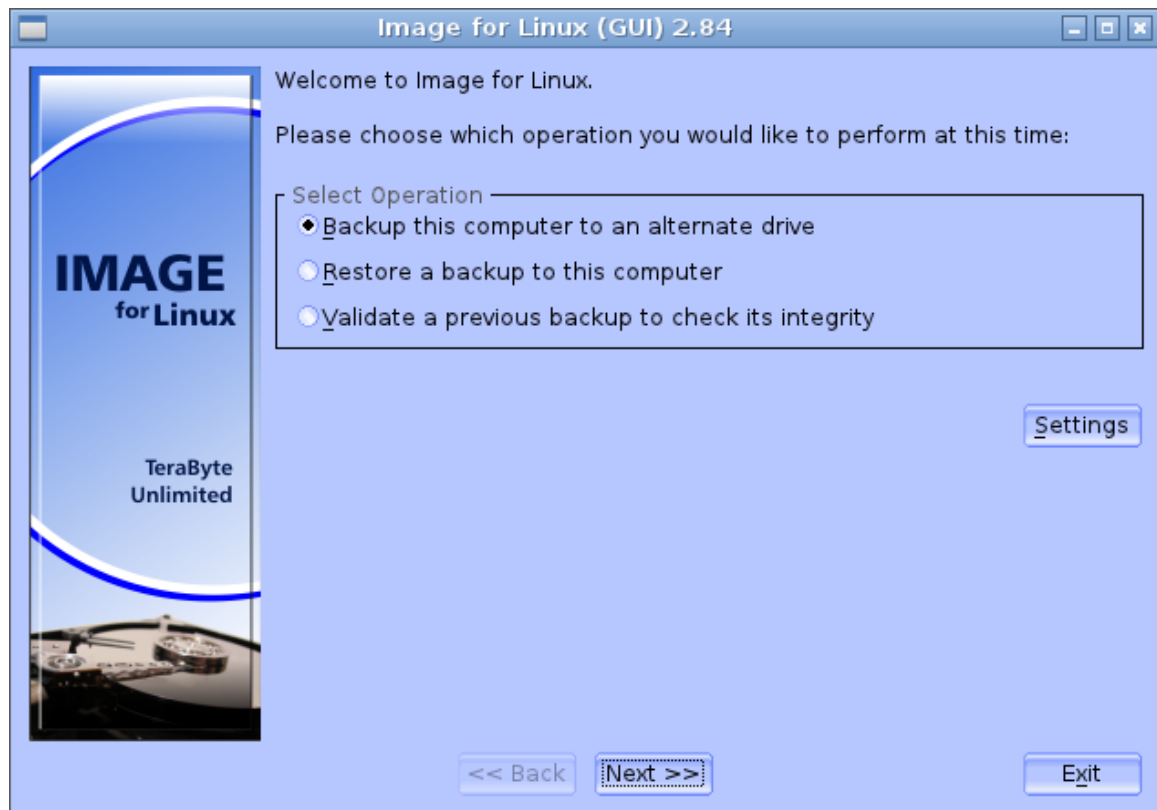 Image for Linux (GUI) 2.84
Welcome to Image for Linux.
Please choose which operation you would like to perform at this time:
Select Operation
Backup this computer to an alternate drive
Restore a backup to this computer
Validate a previous backup to check its integrity
IMAGE
for Linux
TeraByte
Unlimited
Settings
<< Back
Next >>
Exit